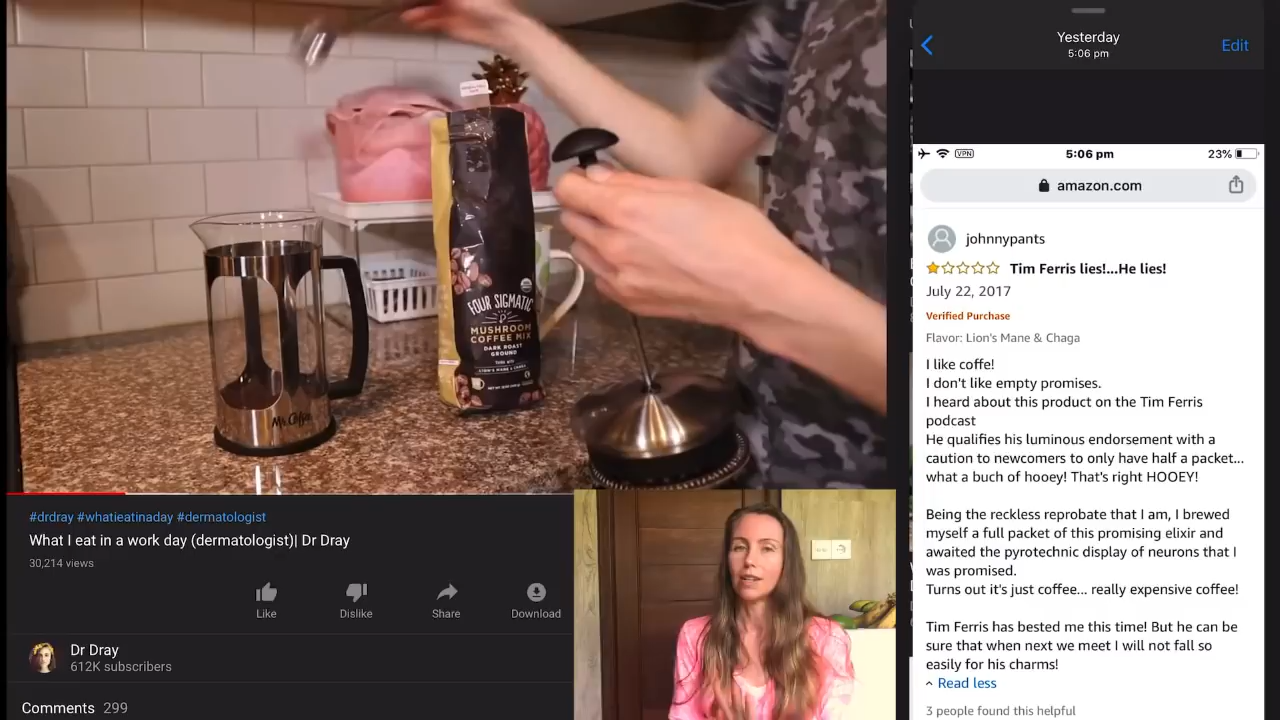 FOUR SIGMATIC
MUSHROOM
COFFEE MIX
DARK ROAST
GROUND
Mr. Coffee
#drdray #whatieatinaday #dermatologist
What I eat in a work day (dermatologist)| Dr Dray
30,214 views
Like
Dislike
Share
Download
Dr Dray
612K subscribers
Comments 299
Yesterday
5:06 pm
Edit
VPN
5:06 pm
23%
amazon.com
johnnypants
Tim Ferris lies!...He lies!
July 22, 2017
Verified Purchase
Flavor: Lion's Mane & Chaga
I like coffe!
I don't like empty promises.
I heard about this product on the Tim Ferris
podcast
He qualifies his luminous endorsement with a
caution to newcomers to only have half a packet...
what a buch of hooey! That's right HOOEY!
Being the reckless reprobate that I am, I brewed
myself a full packet of this promising elixir and
awaited the pyrotechnic display of neurons that I
was promised.
Turns out it's just coffee... really expensive coffee!
Tim Ferris has bested me this time! But he can be
sure that when next we meet I will not fall so
easily for his charms!
Read less
3 people found this helpful